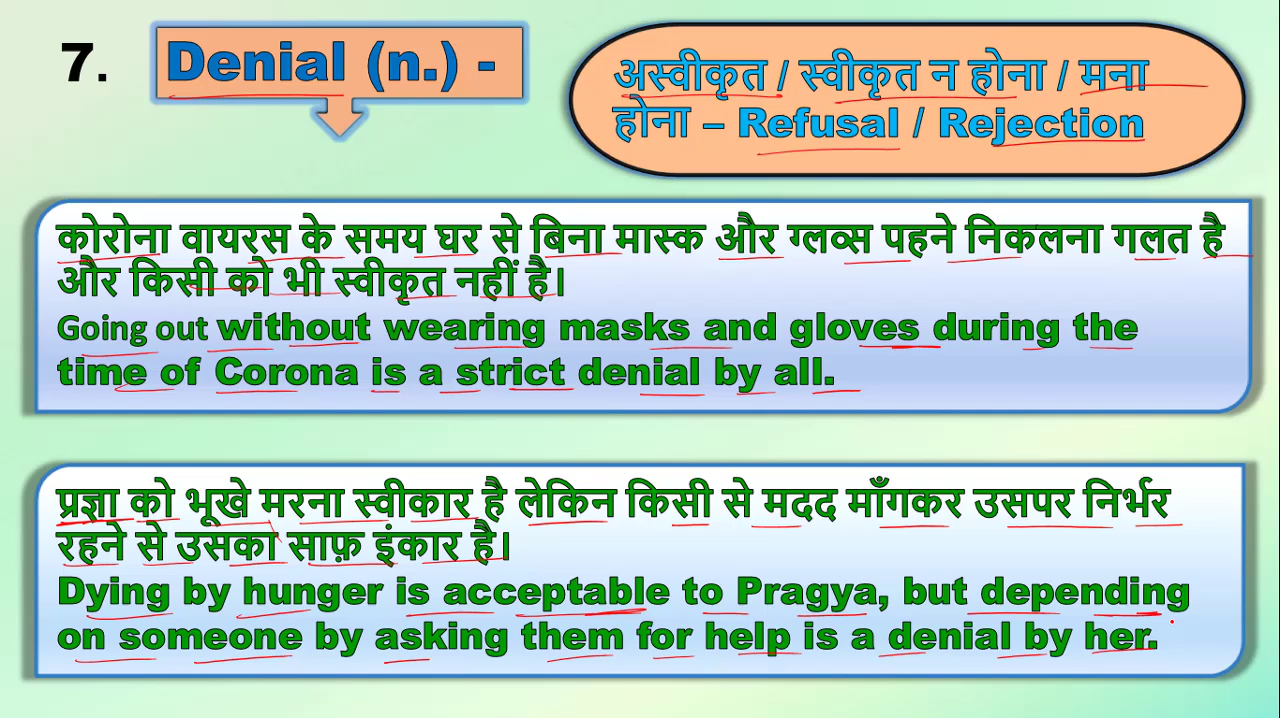 7. Denial (n.) -
अस्वीकृत / स्वीकृत न होना / मना
होना – Refusal / Rejection
कोरोना वायरस के समय घर से बिना मास्क और ग्लव्स पहने निकलना गलत है
और किसी को भी स्वीकृत नहीं है।
Going out without wearing masks and gloves during the
time of Corona is a strict denial by all.
प्रज्ञा को भूखे मरना स्वीकार है लेकिन किसी से मदद माँगकर उसपर निर्भर
रहने से उसका साफ़ इंकार है।
Dying by hunger is acceptable to Pragya, but depending
on someone by asking them for help is a denial by her.